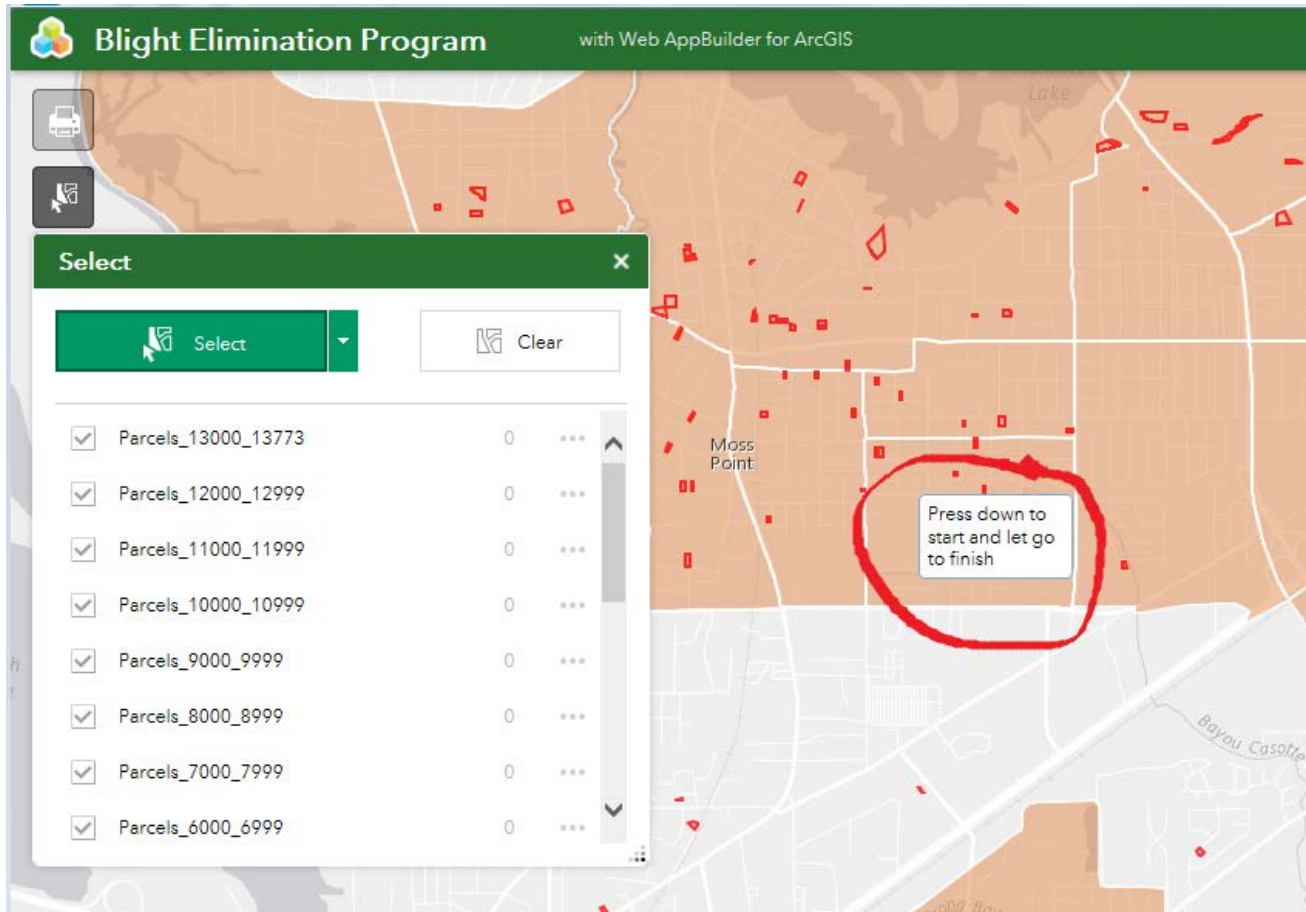 Blight Elimination Program
with Web AppBuilder for ArcGIS
Lake
Select
Select
Clear
Parcels_13000_13773
0
Parcels_12000_12999
0
Parcels_11000_11999
0
Parcels_10000_10999
0
Parcels_9000_9999
0
Parcels_8000_8999
0
Parcels_7000_7999
0
Parcels_6000_6999
0
Moss
Point
Press down to
start and let go
to finish
Bayou Casotte